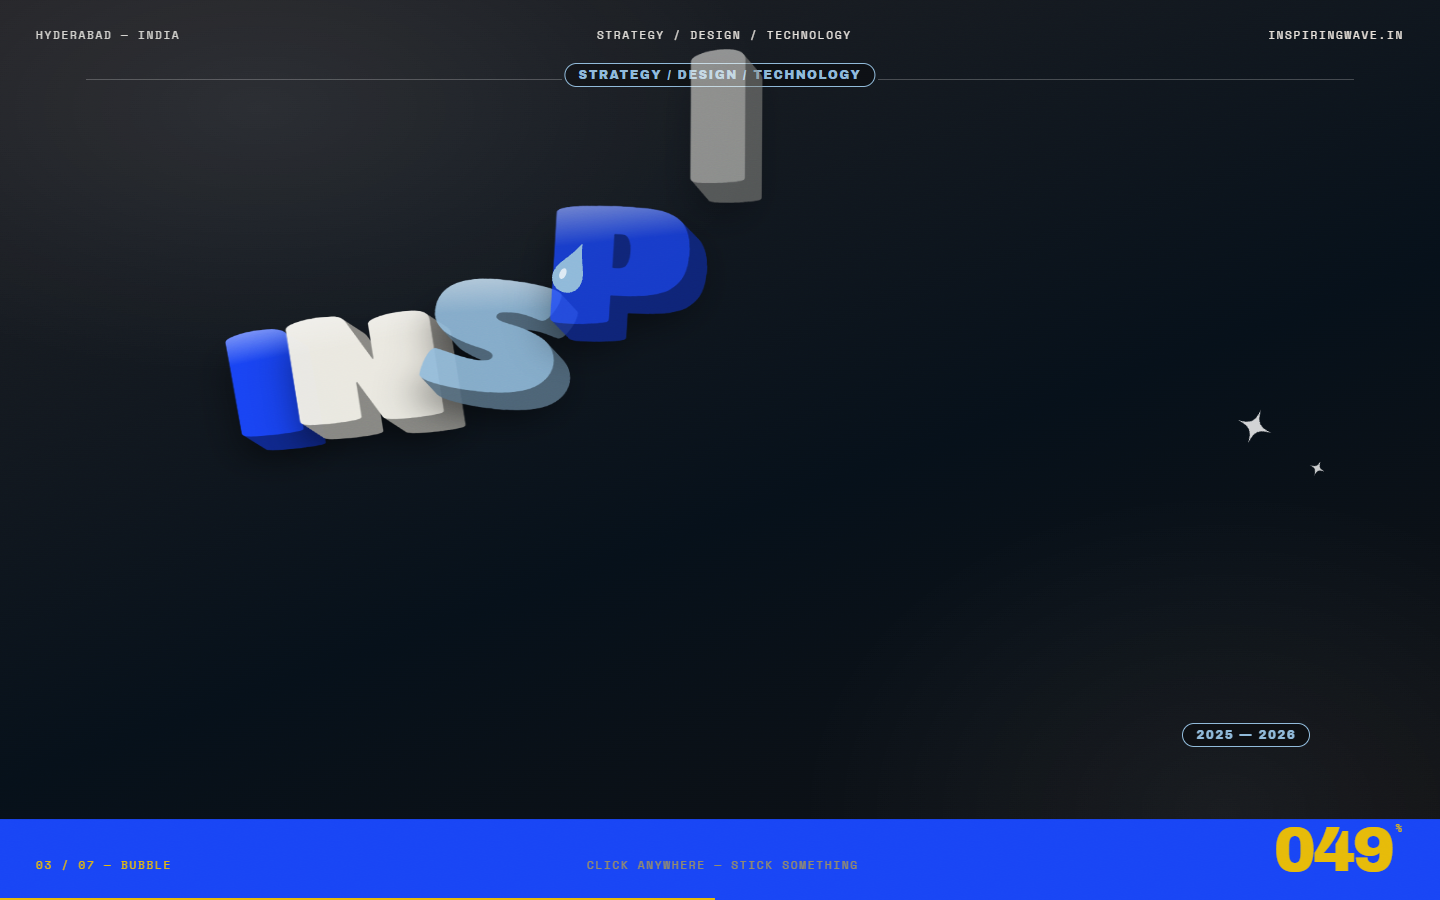 HYDERABAD — INDIA
STRATEGY / DESIGN / TECHNOLOGY
INSPIRINGWAVE.IN
STRATEGY / DESIGN / TECHNOLOGY
INSPI
2025 — 2026
03 / 07 — BUBBLE
CLICK ANYWHERE — STICK SOMETHING
049%